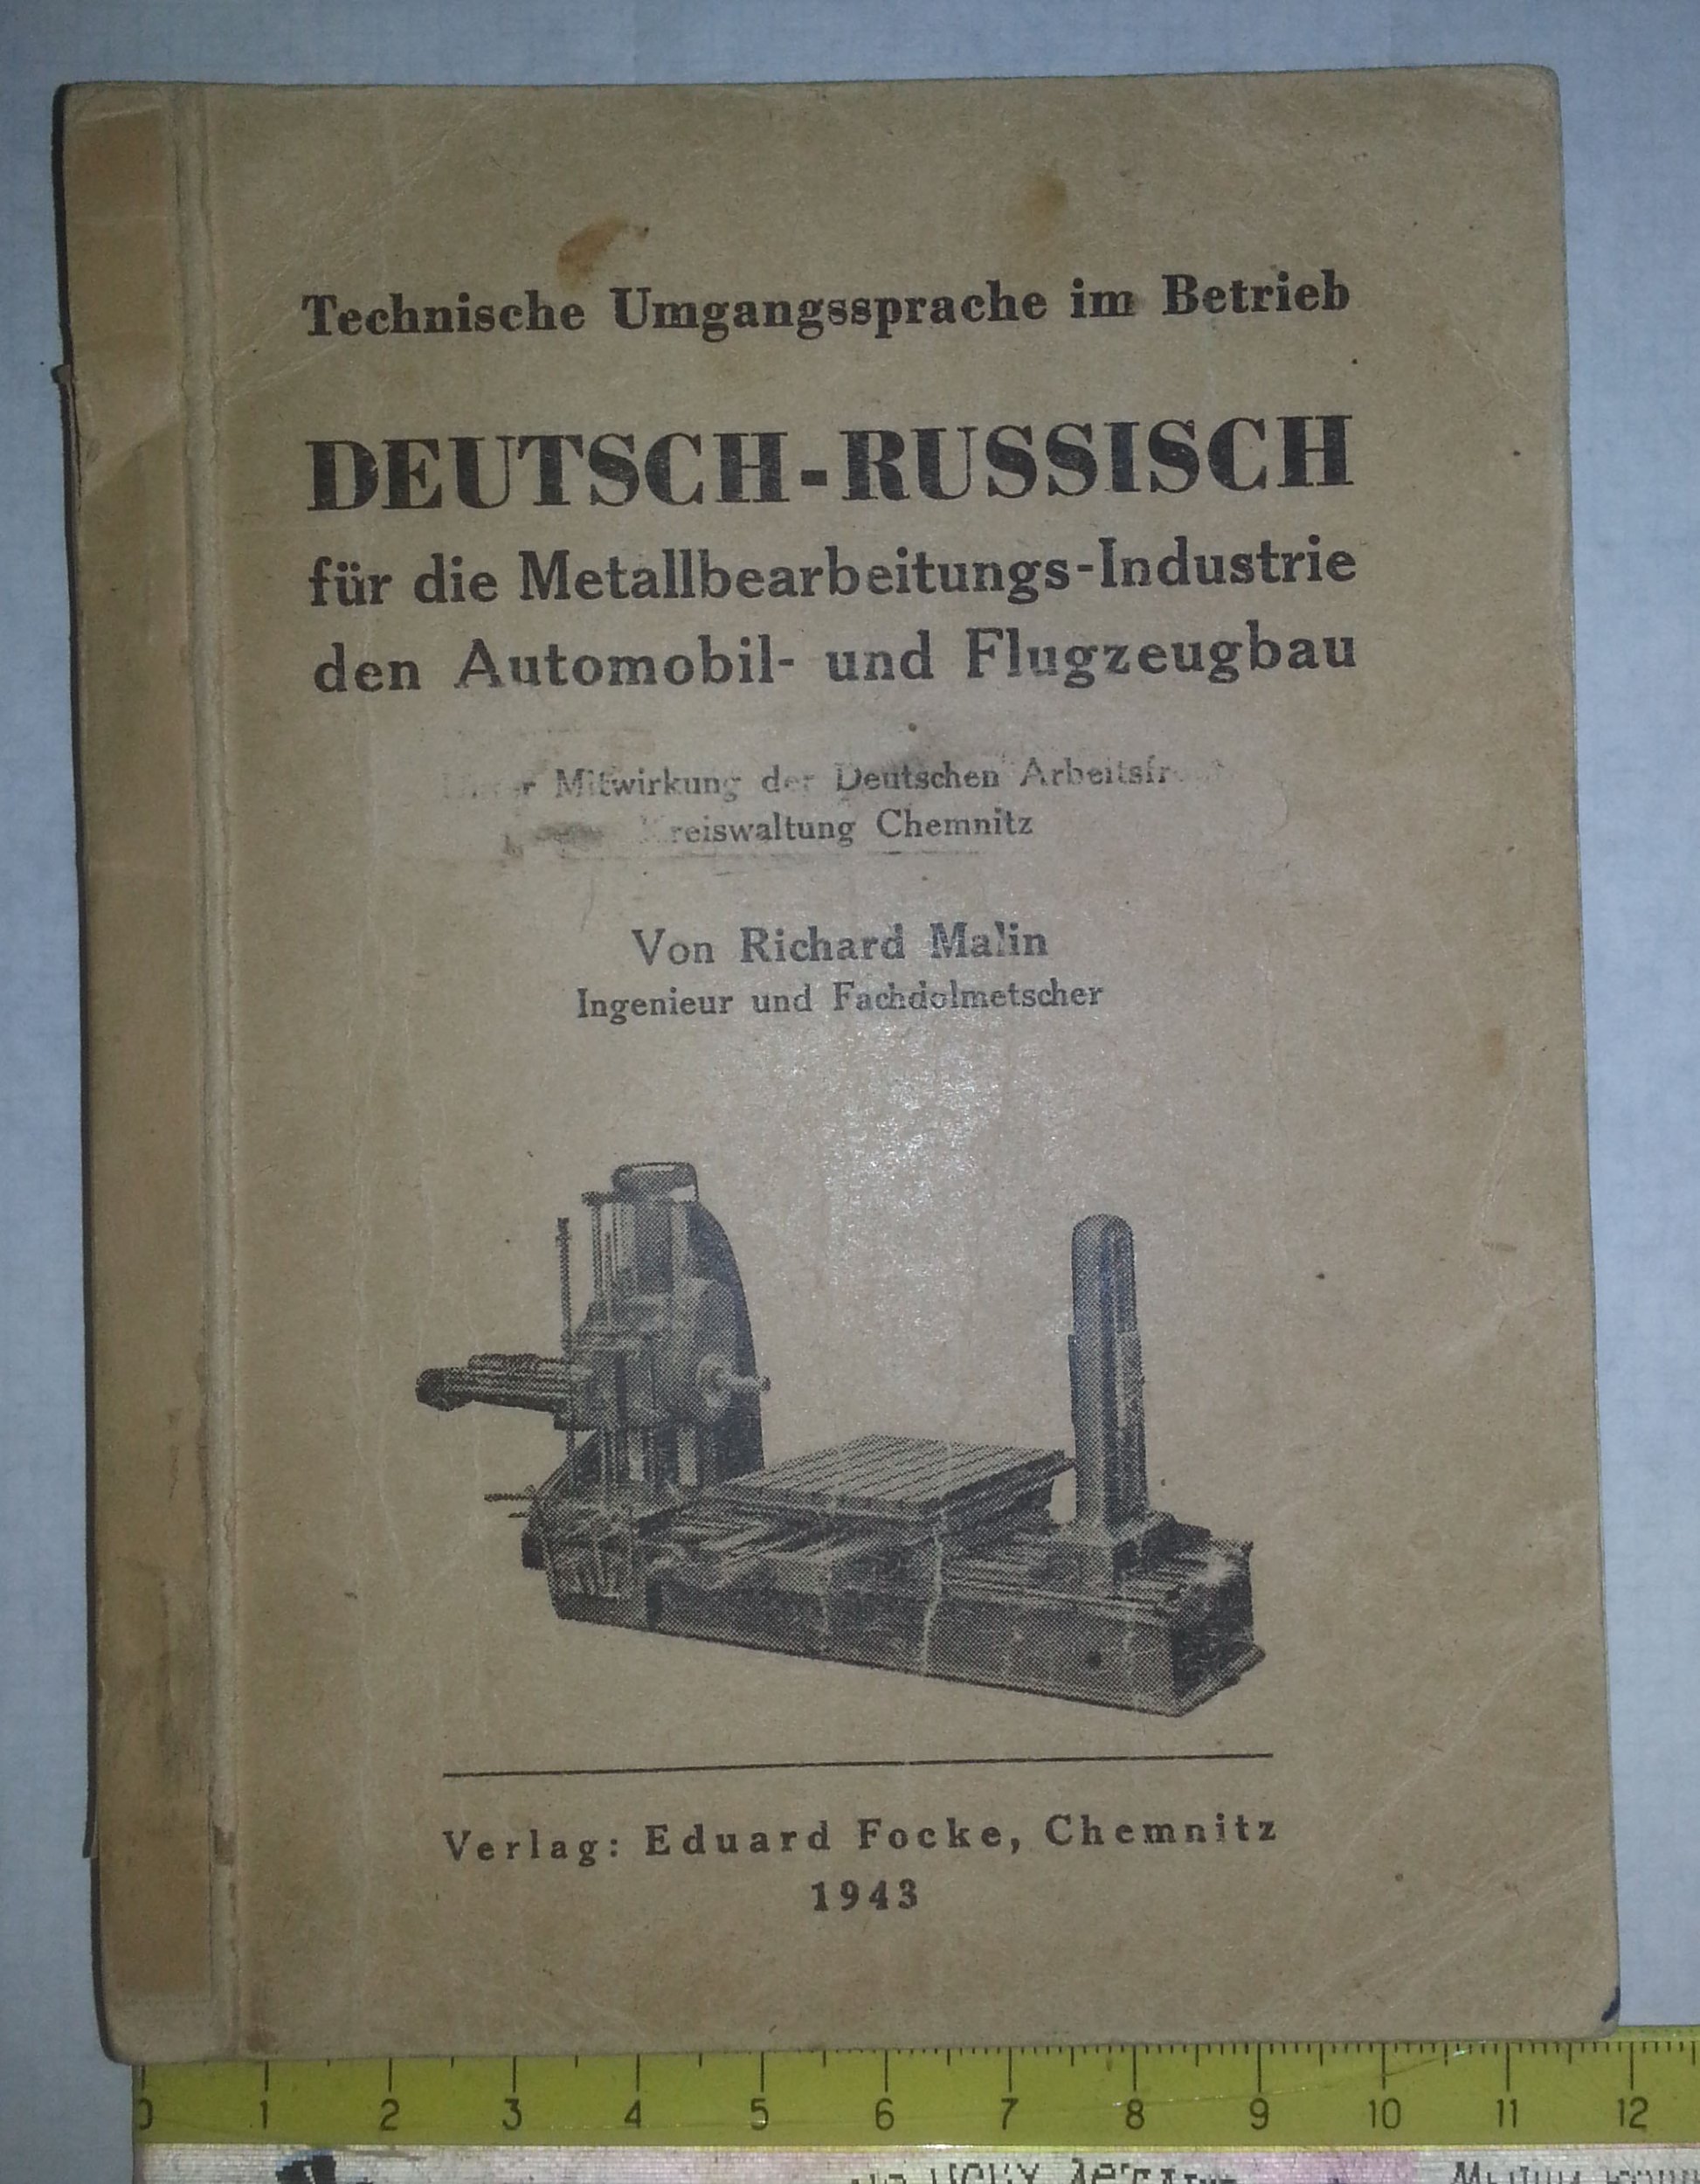 Technische Umgangssprache im Betrieb
DEUTSCH-RUSSISCH
für die Metallbearbeitungs-Industrie
den Automobil- und Flugzeugbau
Mitwirkung der Deutschen
Kreiswaltung Chemnitz
Von Richard Malin
Ingenieur und Fachdolmetscher
Verlag: Eduard Focke, Chemnitz
1943
0 1 2 3 4 5 6 7 8 9 10 11 12